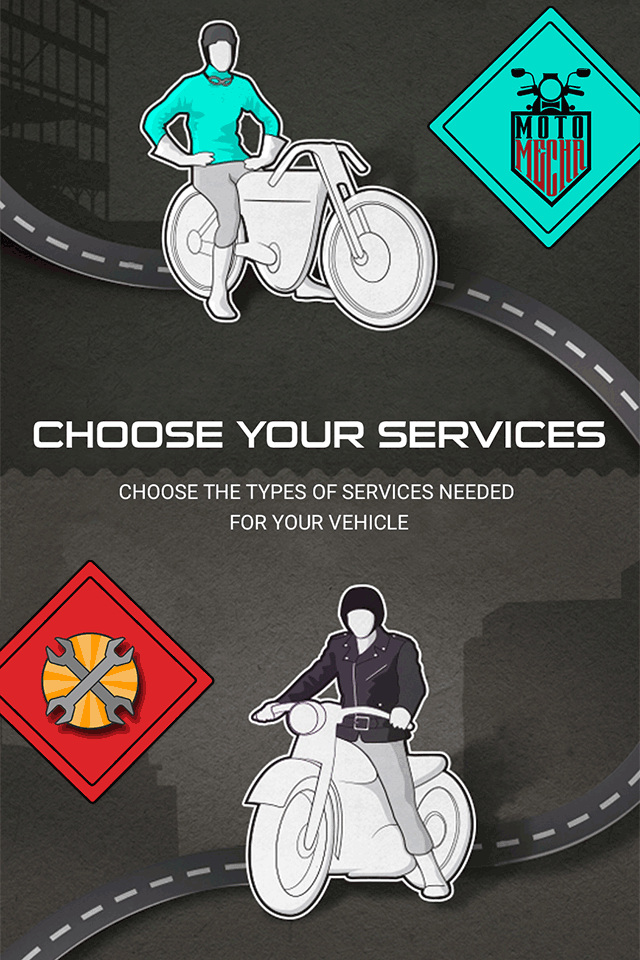 MOTO
MECHA
CHOOSE YOUR SERVICES
CHOOSE THE TYPES OF SERVICES NEEDED
FOR YOUR VEHICLE